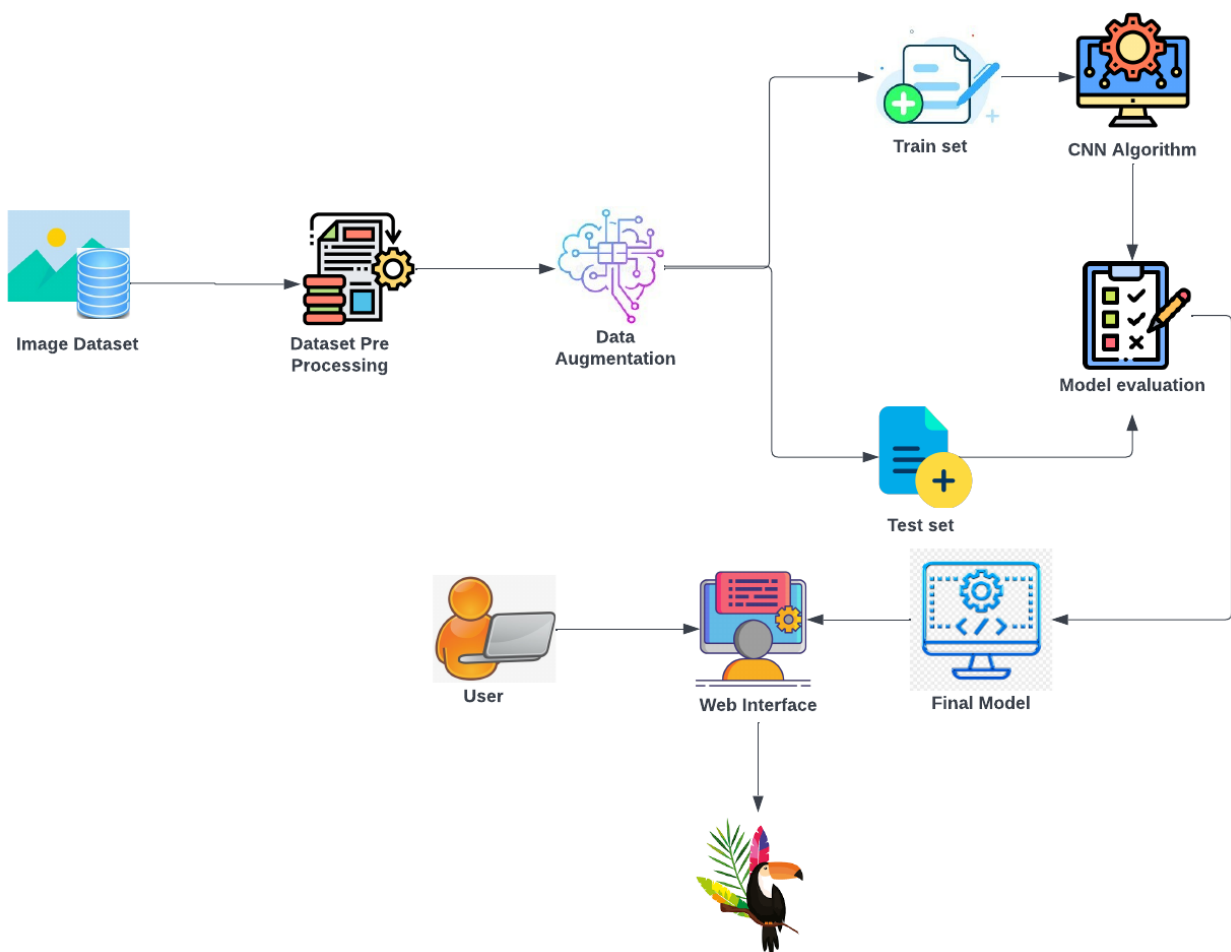 Train set
CNN Algorithm
Image Dataset
Dataset Pre
Processing
Data
Augmentation
Model evaluation
Test set
User
Web Interface
Final Model